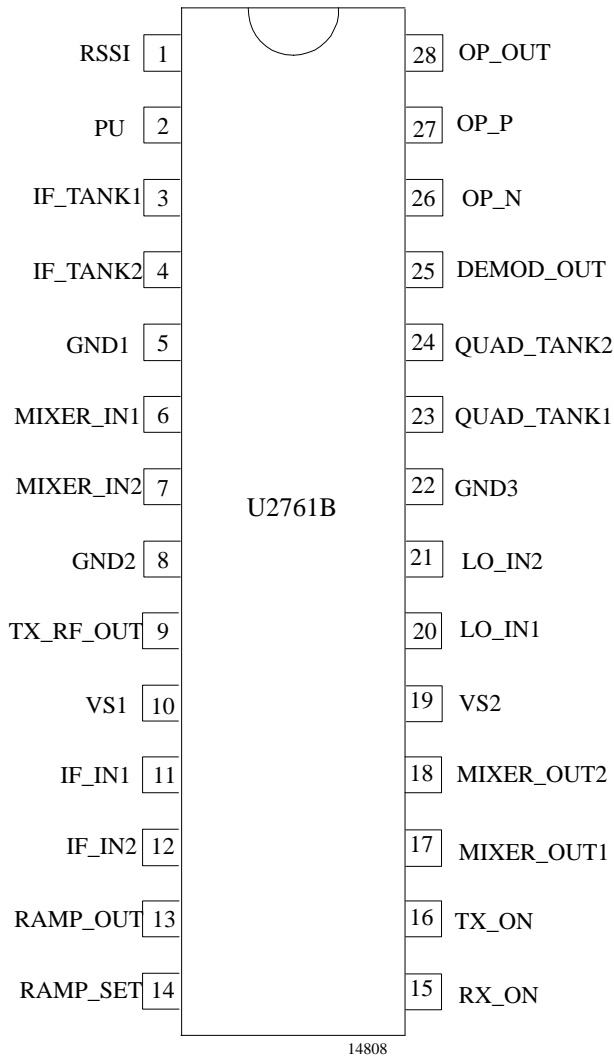 RSSI 1 28 OP_OUT
PU 2 27 OP_P
IF_TANK1 3 26 OP_N
IF_TANK2 4 25 DEMOD_OUT
GND1 5 24 QUAD_TANK2
MIXER_IN1 6 23 QUAD_TANK1
MIXER_IN2 7 22 GND3
U2761B
GND2 8 21 LO_IN2
TX_RF_OUT 9 20 LO_IN1
VS1 10 19 VS2
IF_IN1 11 18 MIXER_OUT2
IF_IN2 12 17 MIXER_OUT1
RAMP_OUT 13 16 TX_ON
RAMP_SET 14 15 RX_ON
14808